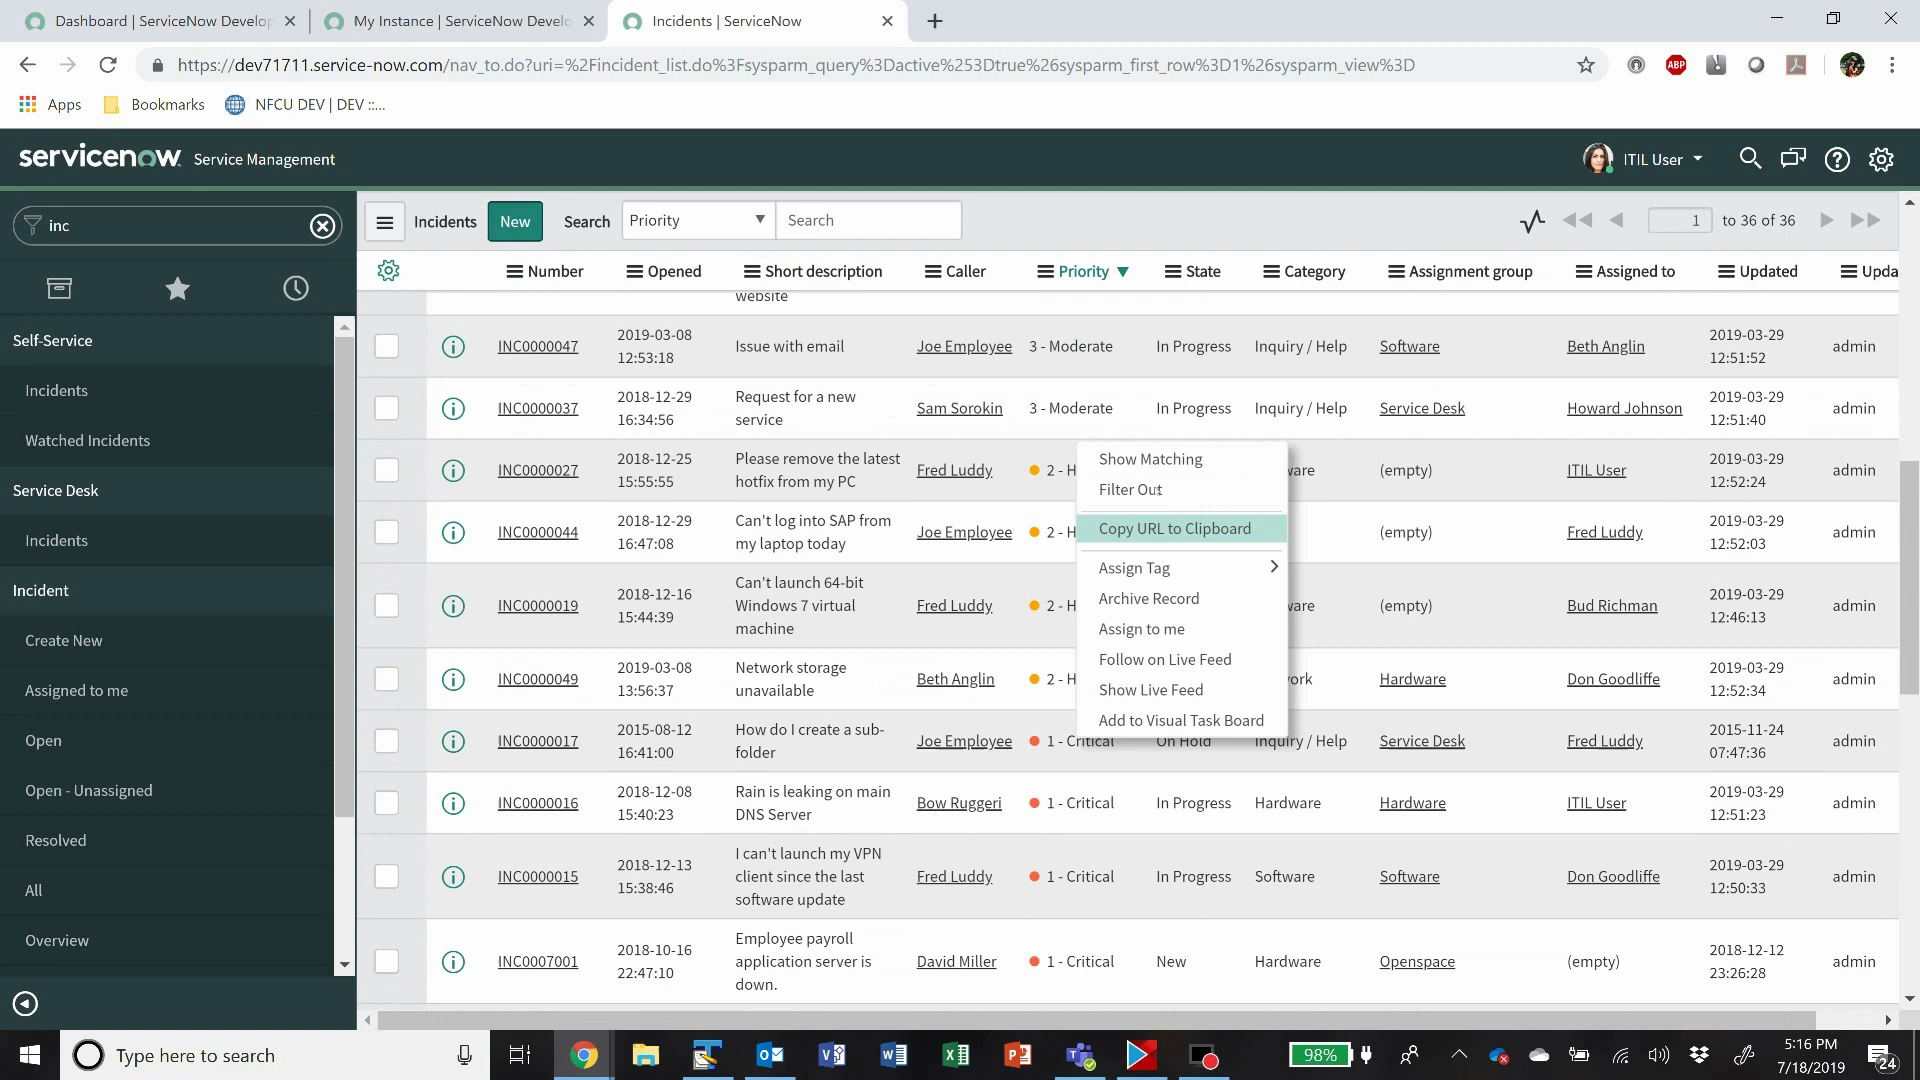 Dashboard | ServiceNow Develop
My Instance | ServiceNow Develo
Incidents | ServiceNow
https://dev71711.service-now.com/nav_to.do?uri=%2Fincident_list.do%3Fsysparm_query%3Dactive%253Dtrue%26sysparm_first_row%3D1%26sysparm_view%3D
ABP
Apps
Bookmarks
NFCU DEV | DEV ::...
servicenow Service Management
ITIL User
inc
Incidents
New
Search
Priority
Search
1 to 36 of 36
Number Opened Short description Caller Priority State Category Assignment group Assigned to Updated Upda
website
INC0000047 2019-03-08 12:53:18 Issue with email Joe Employee 3 - Moderate In Progress Inquiry / Help Software Beth Anglin 2019-03-29 12:51:52 admin
INC0000037 2018-12-29 16:34:56 Request for a new service Sam Sorokin 3 - Moderate In Progress Inquiry / Help Service Desk Howard Johnson 2019-03-29 12:51:40 admin
INC0000027 2018-12-25 15:55:55 Please remove the latest hotfix from my PC Fred Luddy 2 - H ware (empty) ITIL User 2019-03-29 12:52:24 admin
INC0000044 2018-12-29 16:47:08 Can't log into SAP from my laptop today Joe Employee 2 - H (empty) Fred Luddy 2019-03-29 12:52:03 admin
INC0000019 2018-12-16 15:44:39 Can't launch 64-bit Windows 7 virtual machine Fred Luddy 2 - H ware (empty) Bud Richman 2019-03-29 12:46:13 admin
INC0000049 2019-03-08 13:56:37 Network storage unavailable Beth Anglin 2 - H ork Hardware Don Goodliffe 2019-03-29 12:52:34 admin
INC0000017 2015-08-12 16:41:00 How do I create a sub-folder Joe Employee 1 - Critical On Hold Inquiry / Help Service Desk Fred Luddy 2015-11-24 07:47:36 admin
INC0000016 2018-12-08 15:40:23 Rain is leaking on main DNS Server Bow Ruggeri 1 - Critical In Progress Hardware Hardware ITIL User 2019-03-29 12:51:23 admin
INC0000015 2018-12-13 15:38:46 I can't launch my VPN client since the last software update Fred Luddy 1 - Critical In Progress Software Software Don Goodliffe 2019-03-29 12:50:33 admin
INC0007001 2018-10-16 22:47:10 Employee payroll application server is down. David Miller 1 - Critical New Hardware Openspace (empty) 2018-12-12 23:26:28 admin
Show Matching
Filter Out
Copy URL to Clipboard
Assign Tag
Archive Record
Assign to me
Follow on Live Feed
Show Live Feed
Add to Visual Task Board
Self-Service
Incidents
Watched Incidents
Service Desk
Incidents
Incident
Create New
Assigned to me
Open
Open - Unassigned
Resolved
All
Overview
Type here to search
98%
5:16 PM
7/18/2019
24